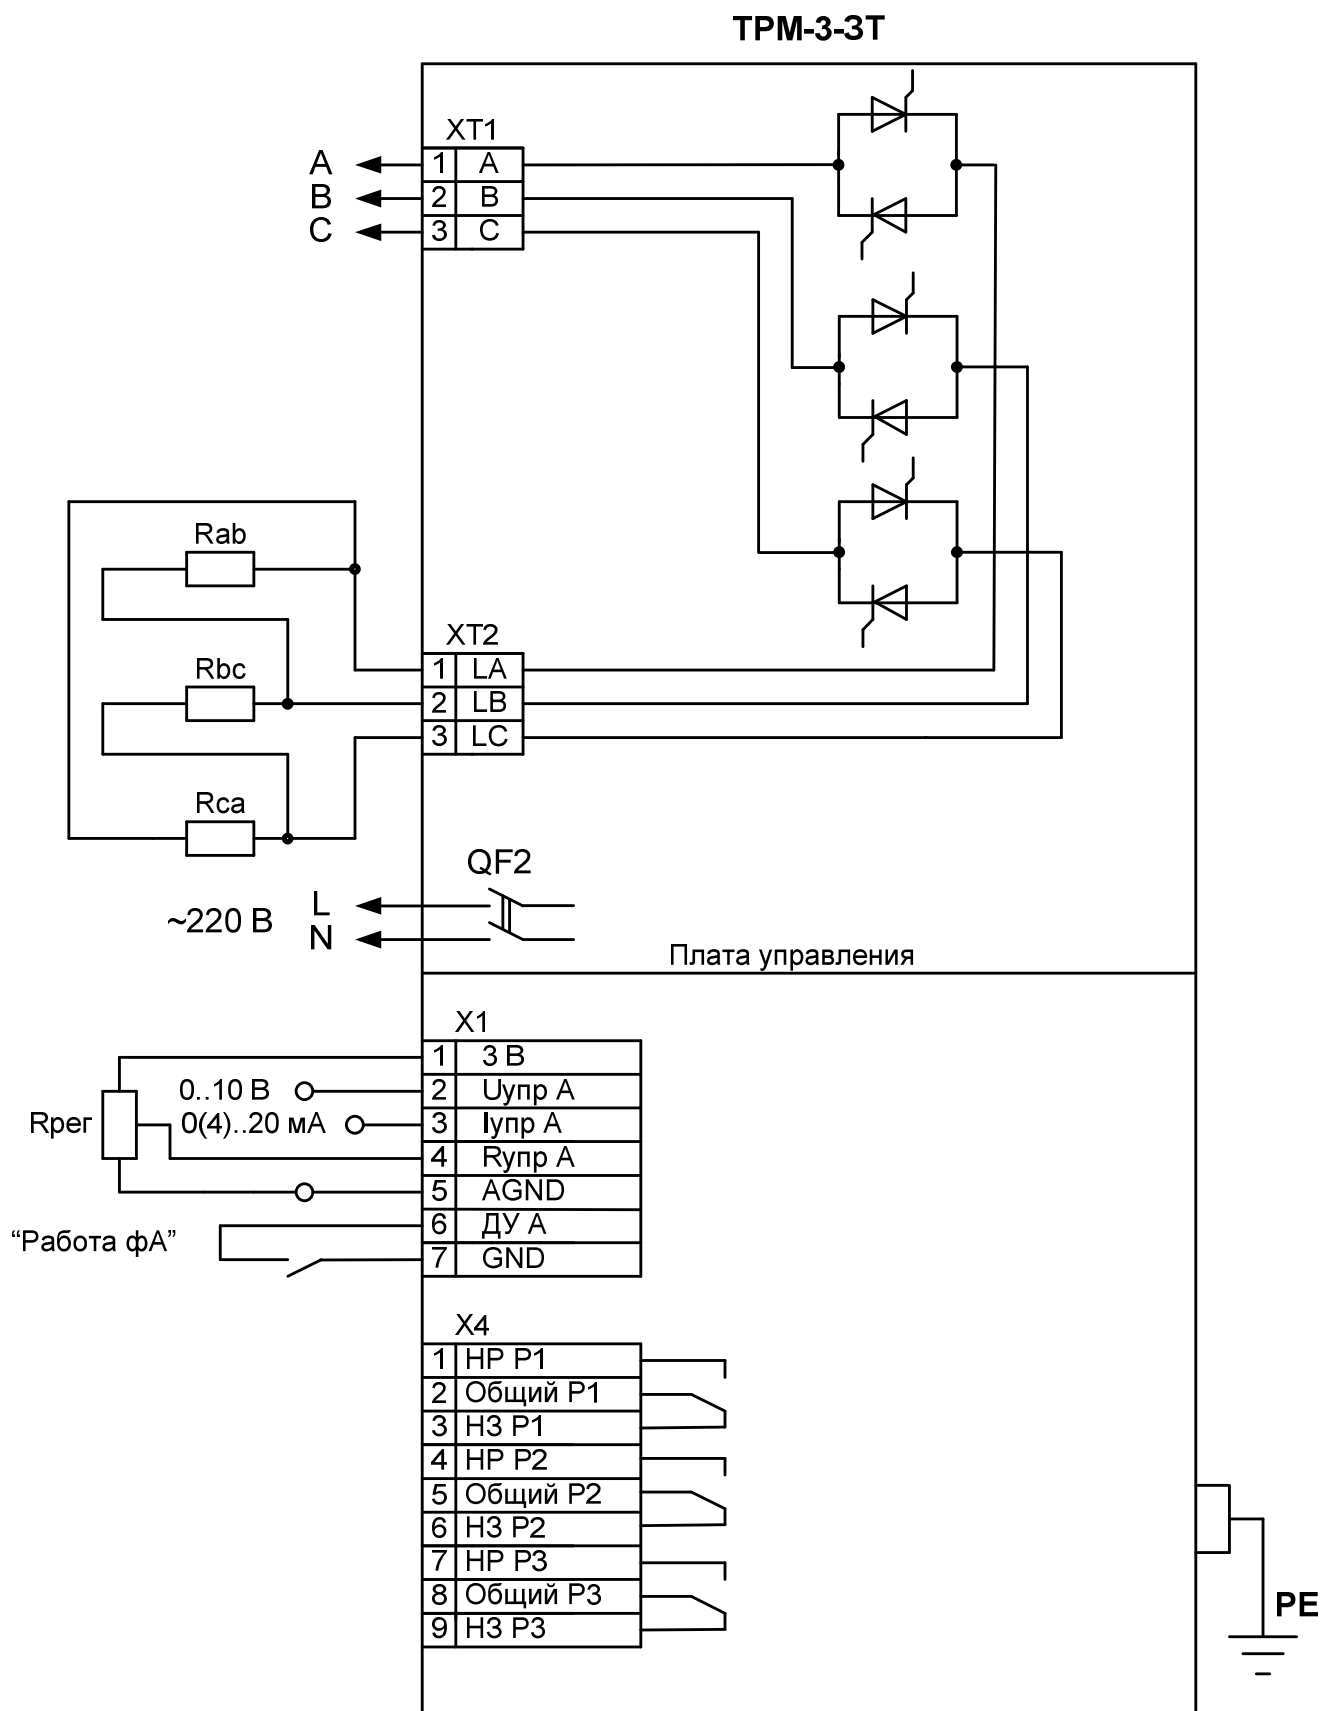 ТРМ-3-3Т
XT1
A 1 A
B 2 B
C 3 C
Rab
XT2
Rbc
1 LA
2 LB
3 LC
Rca
QF2
~220 В
L
N
Плата управления
X1
1 3 В
0..10 В 2 Uупр А
Rрег 0(4)..20 мА 3 Iупр А
4 Rупр А
5 AGND
“Работа фА” 6 ДУ А
7 GND
X4
1 НР Р1
2 Общий Р1
3 НЗ Р1
4 НР Р2
5 Общий Р2
6 НЗ Р2
7 НР Р3
8 Общий Р3
9 НЗ Р3
PE